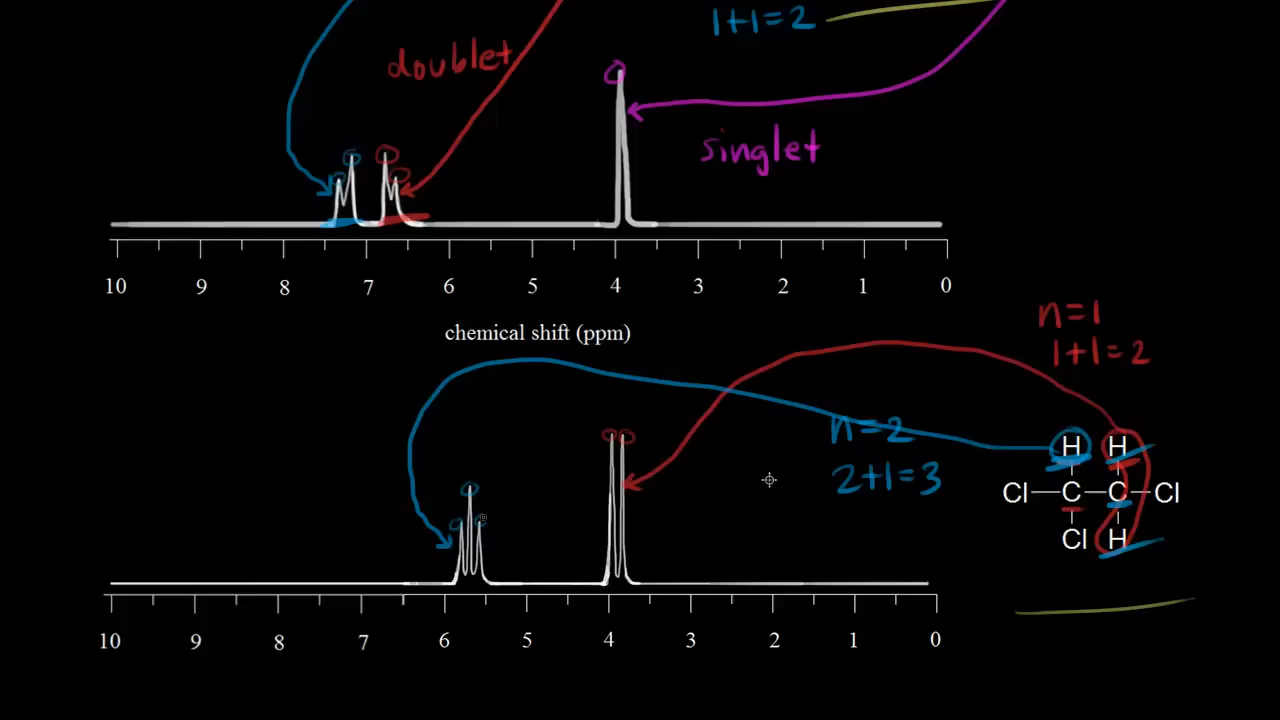 1+1=2
doublet
singlet
10 9 8 7 6 5 4 3 2 1 0
chemical shift (ppm)
n=1
1+1=2
n=2
2+1=3
H H
Cl C C Cl
Cl H
10 9 8 7 6 5 4 3 2 1 0